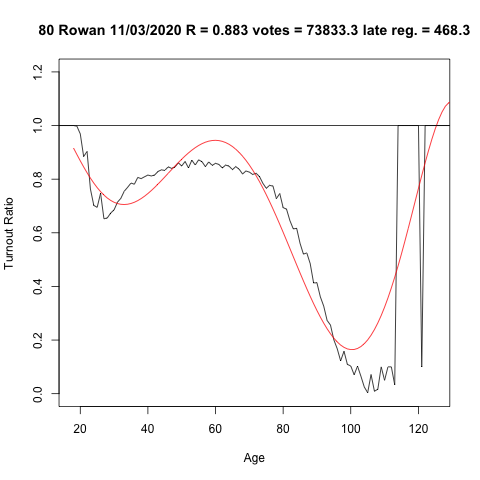 80 Rowan 11/03/2020 R = 0.883 votes = 73833.3 late reg. = 468.3
Turnout Ratio
1.2
1.0
0.8
0.6
0.4
0.2
0.0
20 40 60 80 100 120
Age